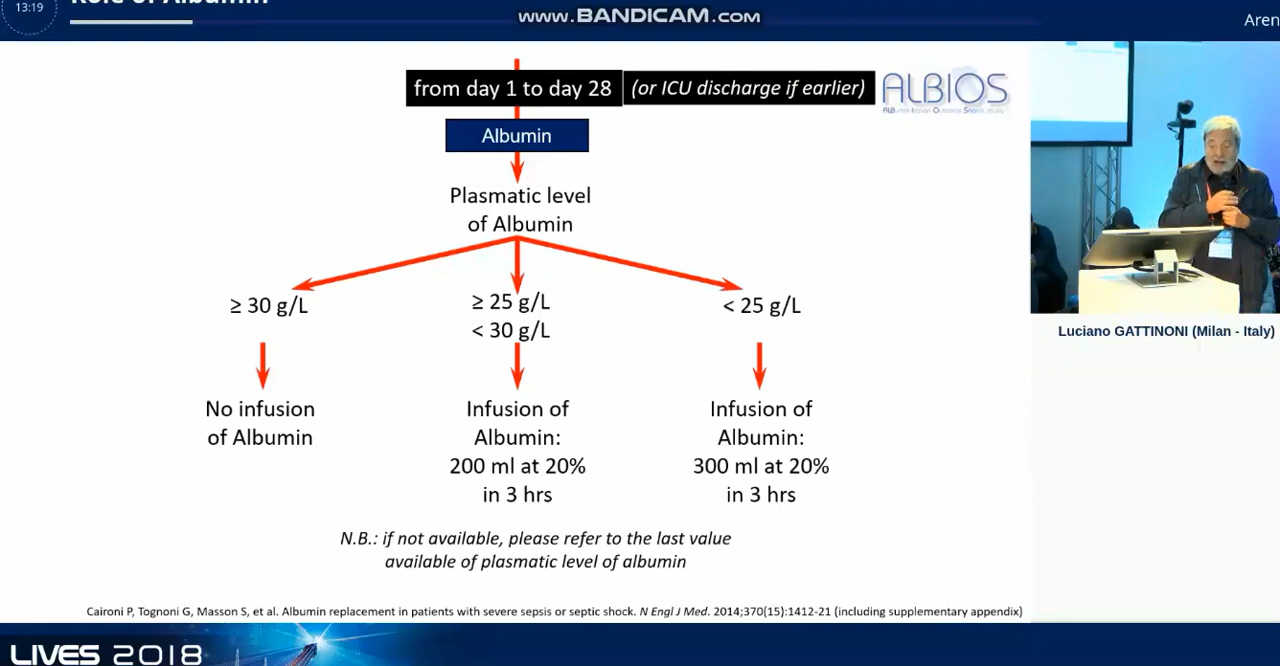 13:19
Role of Albumin
www.BANDICAM.com
Aren
from day 1 to day 28 (or ICU discharge if earlier)
ALBIOS
Albumin
Plasmatic level
of Albumin
≥ 30 g/L
≥ 25 g/L
< 30 g/L
< 25 g/L
No infusion
of Albumin
Infusion of
Albumin:
200 ml at 20%
in 3 hrs
Infusion of
Albumin:
300 ml at 20%
in 3 hrs
N.B.: if not available, please refer to the last value
available of plasmatic level of albumin
Caironi P, Tognoni G, Masson S, et al. Albumin replacement in patients with severe sepsis or septic shock. N Engl J Med. 2014;370(15):1412-21 (including supplementary appendix)
Luciano GATTINONI (Milan - Italy)
LIVES 2018